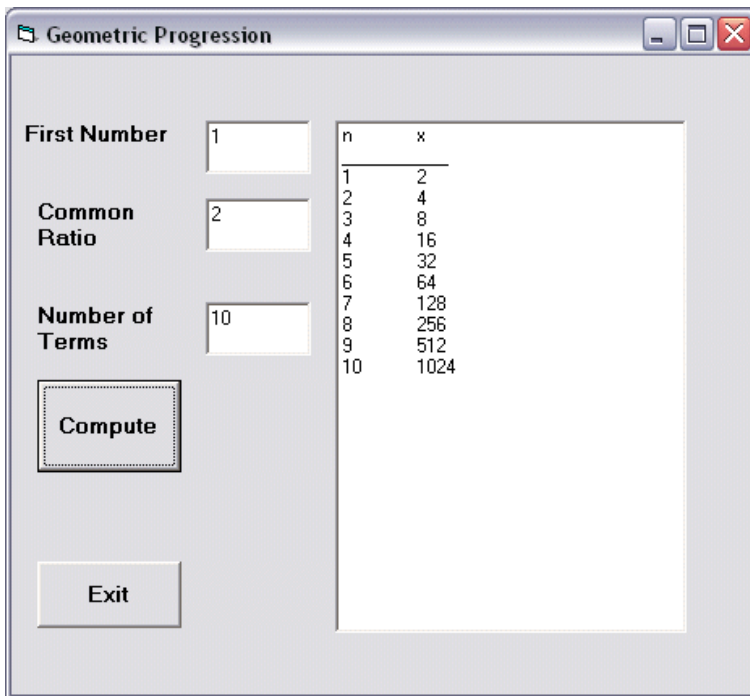 Geometric Progression
First Number
1
Common
Ratio
2
Number of
Terms
10
Compute
Exit
n x
1 2
2 4
3 8
4 16
5 32
6 64
7 128
8 256
9 512
10 1024